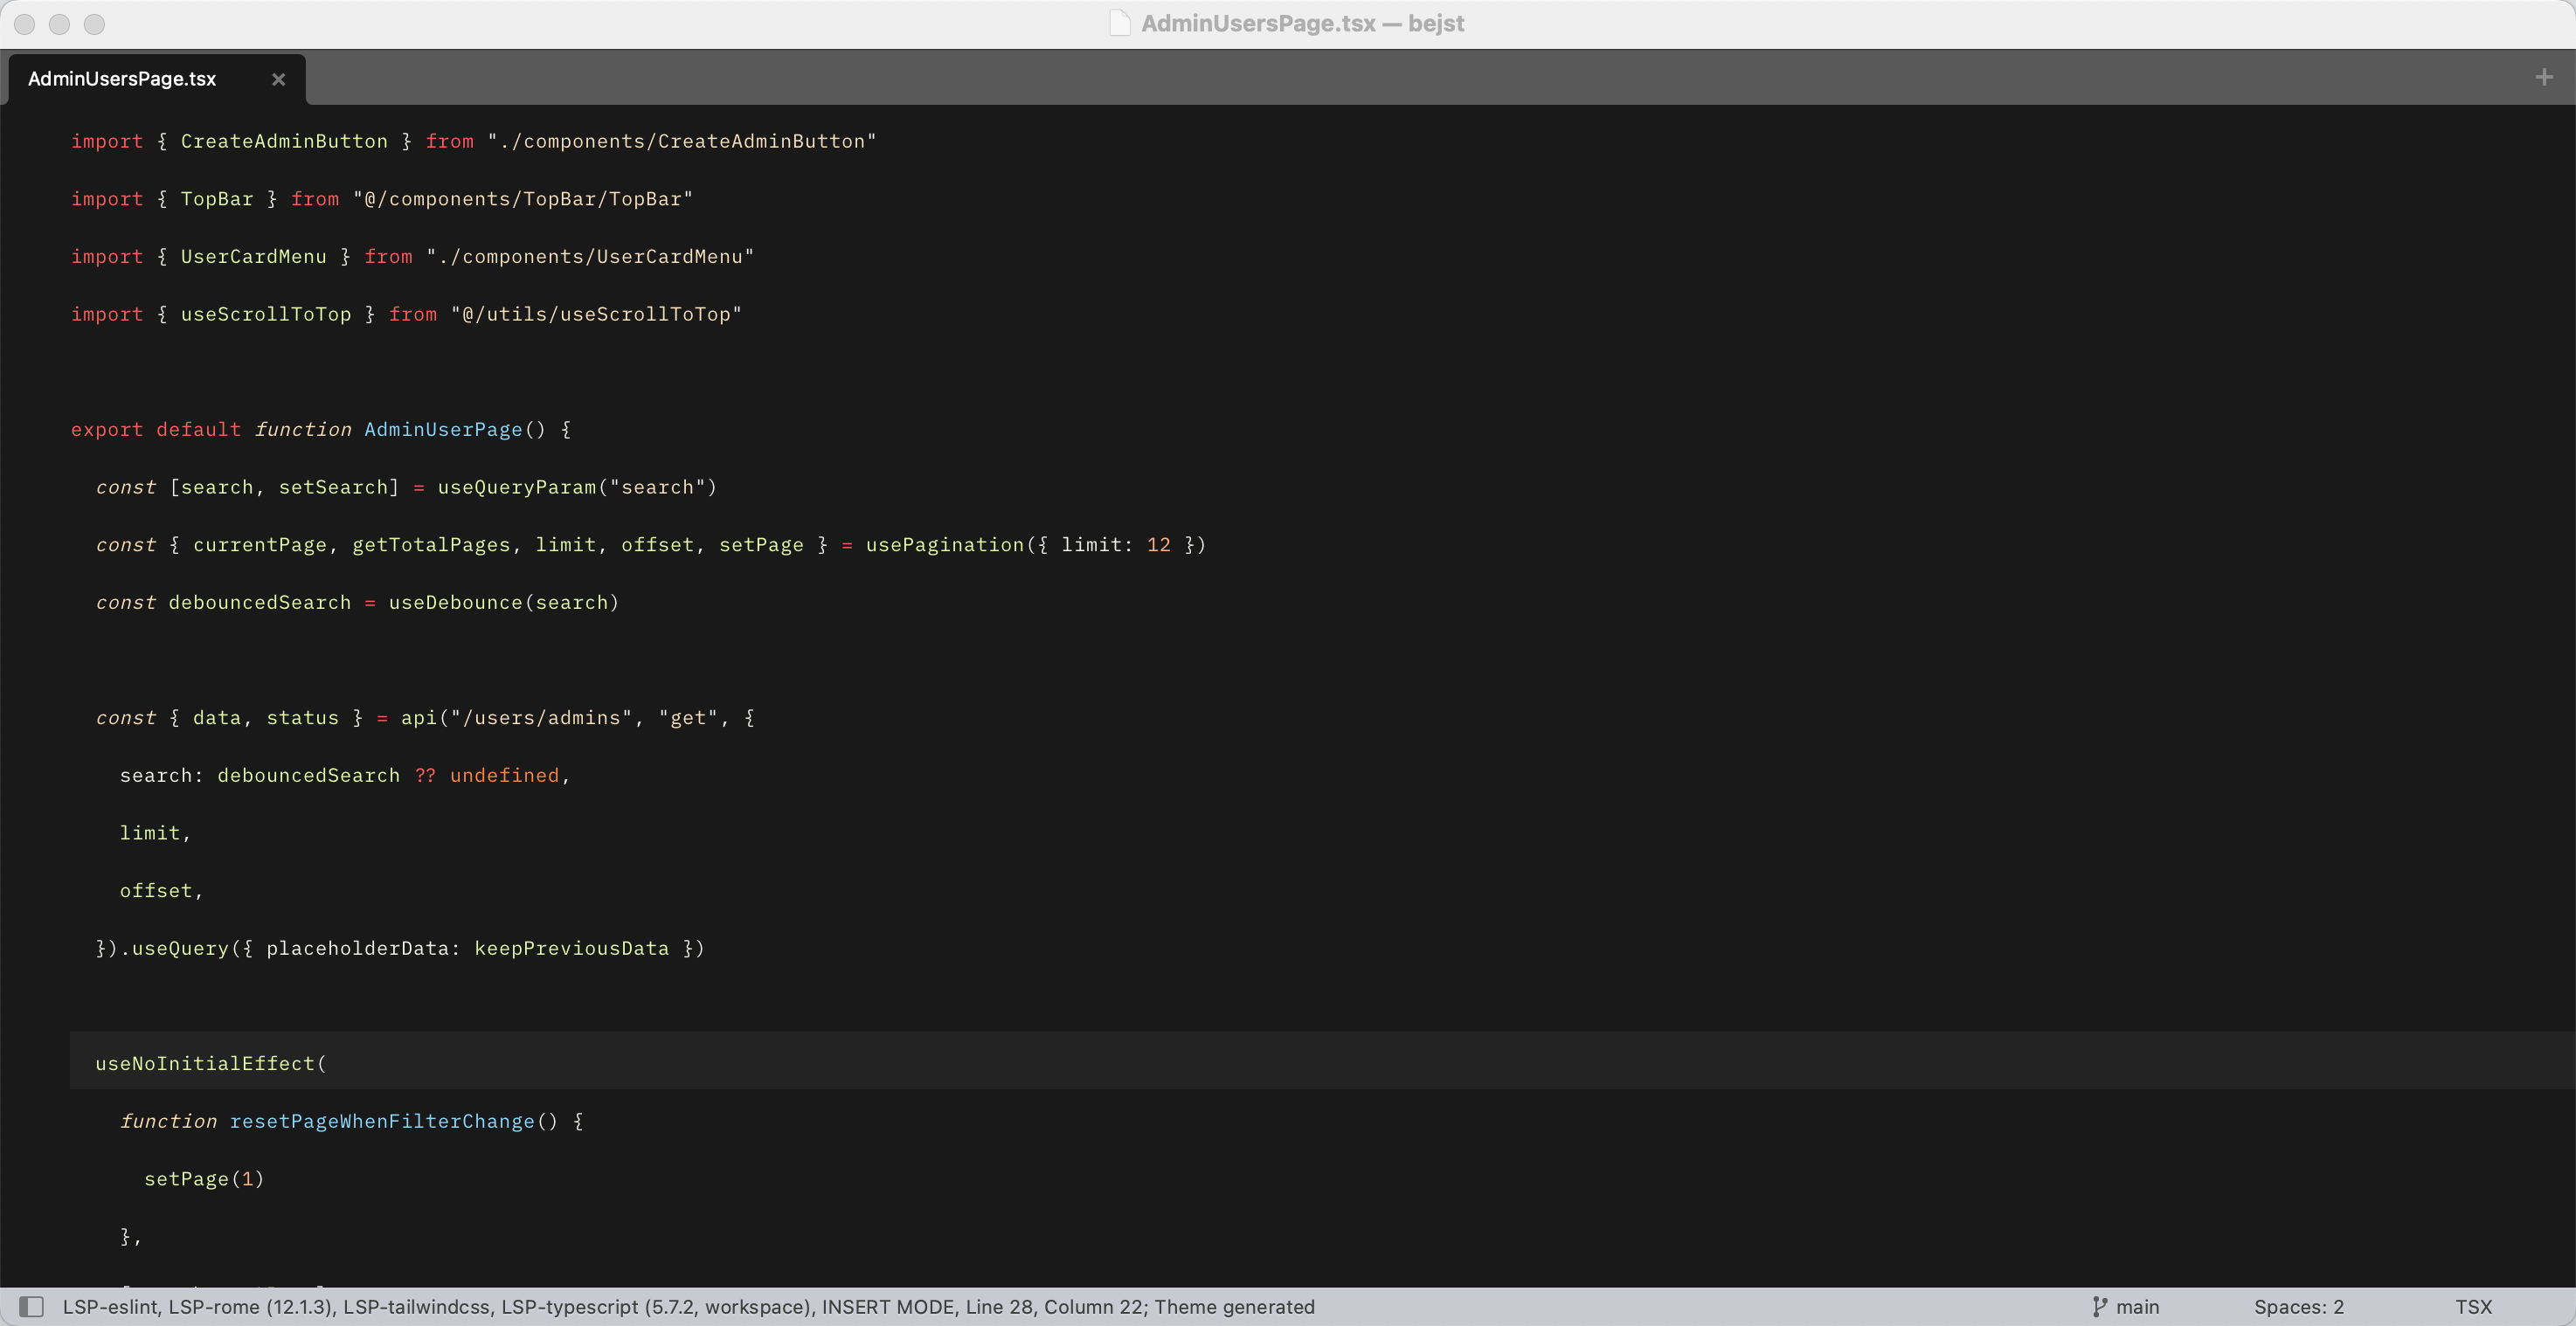 AdminUsersPage.tsx — bejst
AdminUsersPage.tsx
import { CreateAdminButton } from "./components/CreateAdminButton"
import { TopBar } from "@/components/TopBar/TopBar"
import { UserCardMenu } from "./components/UserCardMenu"
import { useScrollToTop } from "@/utils/useScrollToTop"
export default function AdminUserPage() {
const [search, setSearch] = useQueryParam("search")
const { currentPage, getTotalPages, limit, offset, setPage } = usePagination({ limit: 12 })
const debouncedSearch = useDebounce(search)
const { data, status } = api("/users/admins", "get", {
search: debouncedSearch ?? undefined,
limit,
offset,
}).useQuery({ placeholderData: keepPreviousData })
useNoInitialEffect(
function resetPageWhenFilterChange() {
setPage(1)
},
LSP-eslint, LSP-rome (12.1.3), LSP-tailwindcss, LSP-typescript (5.7.2, workspace), INSERT MODE, Line 28, Column 22; Theme generated
main
Spaces: 2
TSX